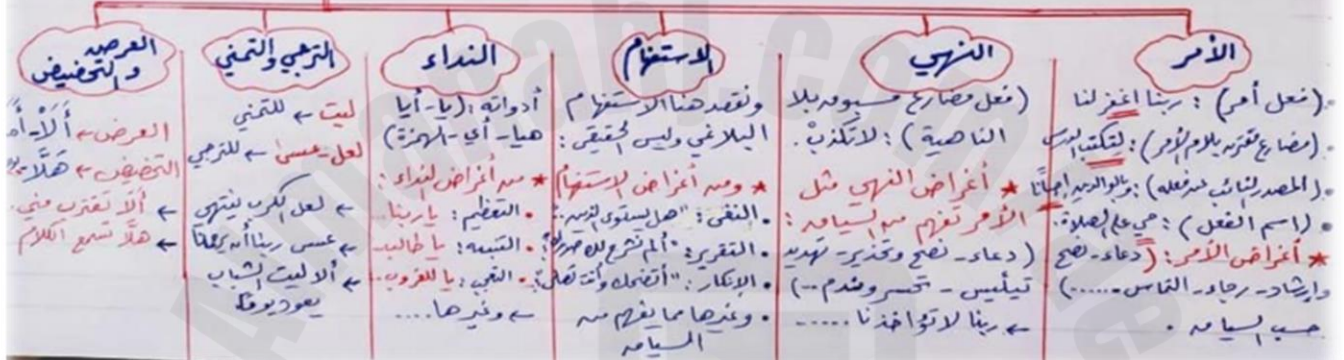 الأمر
(فعل أمر) : ربنا اغفر لنا
(مضارع مقترن بلام الأمر) : لتكتب الدرس
(المصدر النائب عن فعله) : وبالوالدين إحسانًا
(اسم الفعل) : حي على الصلاة.
* أغراض الأمر : (دعاء - نصح
وإرشاد - رجاء - التماس - ......)
حسب السياق .
النهي
(فعل مضارع مسبوق بلا
الناهية) : لا تكذبْ .
* أغراض النهي مثل
الأمر تفهم من السياق :
(دعاء - نصح وتحذير - تهديد
تيئيس - تحسر وندم - ..)
← ربنا لا تؤاخذنا ......
الاستفهام
ونقصد هنا الاستفهام
البلاغي وليس الحقيقي :
* ومن أغراض الاستفهام
• النفي : "هل يستوي الذين :
• التقرير : "ألم نشرح لك صدرك"
• الإنكار : "أتضحك وأنت تصلي"
• وغيرها مما يفهم من
السياق
النداء
أدواته : (يا - أيا
هيا - أي - الهمزة)
* من أغراض النداء :
• التعظيم : يا ربنا..
• التنبيه : يا طالب..
• التعجب : يا للغروب..
← وغيرها ....
الترجي والتمني
ليت ← للتمني
لعل - عسى ← للترجي
← لعل الكرب ينتهي
← عسى ربنا أن يرحمنا
← ألا ليت الشباب
يعود يومًا
العرض
والتحضيض
العرض ← ألا - أ
التحضيض ← هلا -
← ألا تقترب مني.
← هلا تسمع الكلام